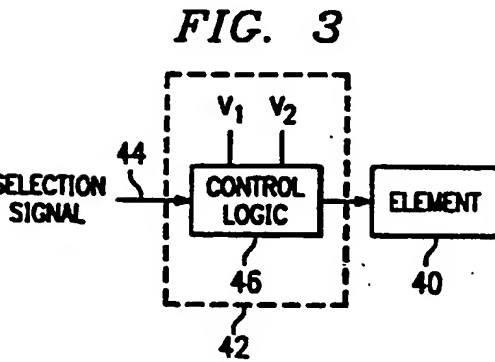 FIG. 3
V1 V2
44
SELECTION
SIGNAL
CONTROL
LOGIC
ELEMENT
46
40
42